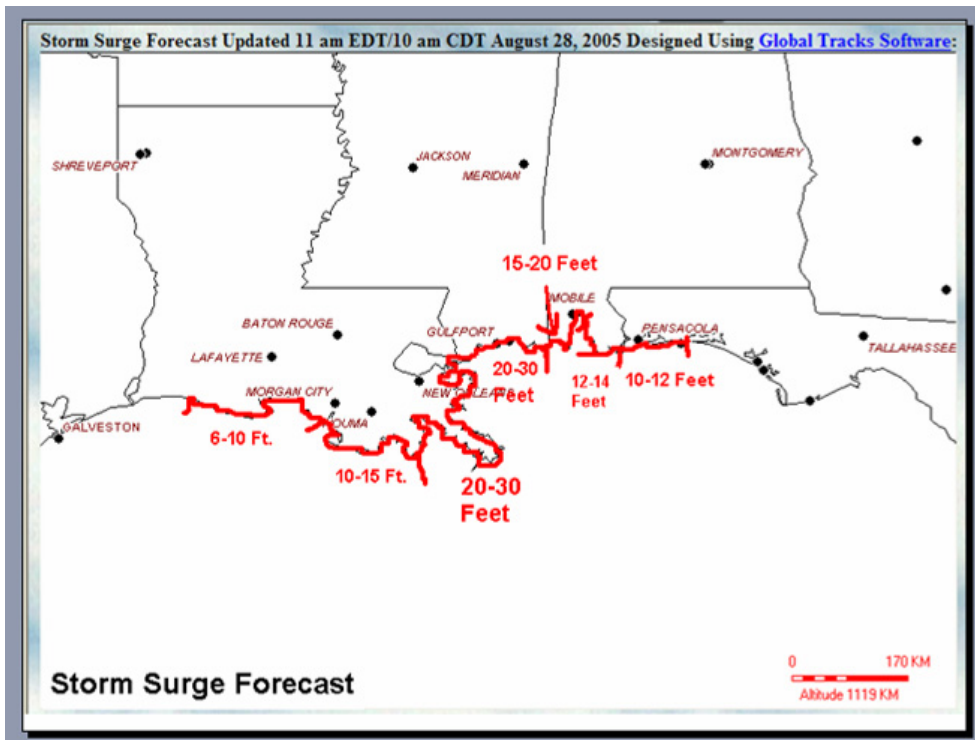 Storm Surge Forecast Updated 11 am EDT/10 am CDT August 28, 2005 Designed Using Global Tracks Software:
SHREVEPORT
JACKSON
MERIDIAN
MONTGOMERY
15-20 Feet
MOBILE
BATON ROUGE
GULFPORT
PENSACOLA
TALLAHASSEE
LAFAYETTE
20-30
Feet
12-14
Feet
10-12 Feet
MORGAN CITY
NEW ORLEANS
GALVESTON
OUMA
6-10 Ft.
10-15 Ft.
20-30
Feet
Storm Surge Forecast
0 170 KM
Altitude 1119 KM